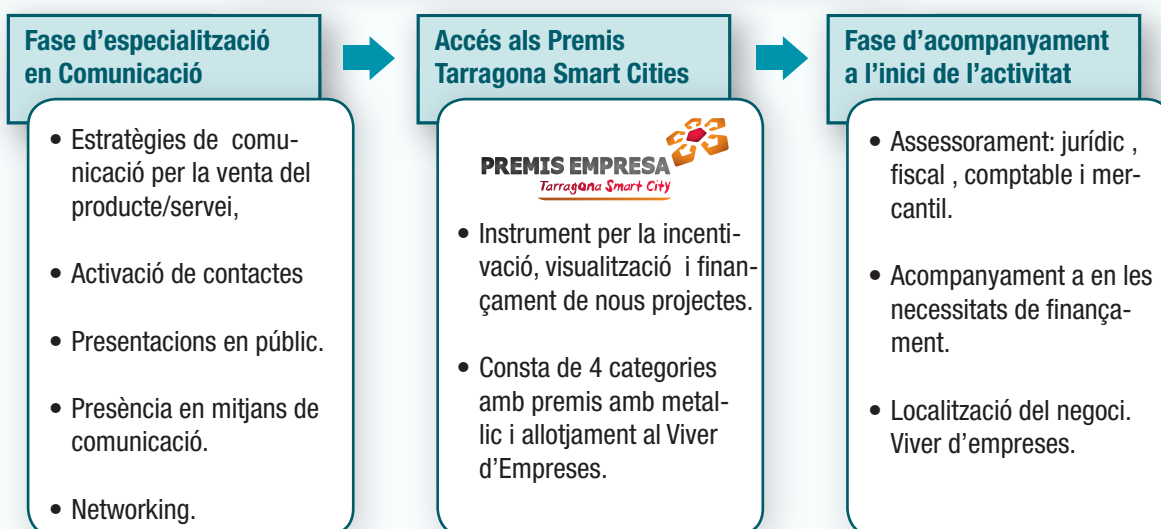 Fase d’especialització
en Comunicació
• Estratègies de comu-
nicació per la venta del
producte/servei,
• Activació de contactes
• Presentacions en públic.
• Presència en mitjans de
comunicació.
• Networking.
Accés als Premis
Tarragona Smart Cities
PREMIS EMPRESA
Tarragona Smart City
• Instrument per la incenti-
vació, visualització i finan-
çament de nous projectes.
• Consta de 4 categories
amb premis amb metal-
lic i allotjament al Viver
d’Empreses.
Fase d’acompanyament
a l’inici de l’activitat
• Assessorament: jurídic ,
fiscal , comptable i mer-
cantil.
• Acompanyament a en les
necessitats de finança-
ment.
• Localització del negoci.
Viver d’empreses.